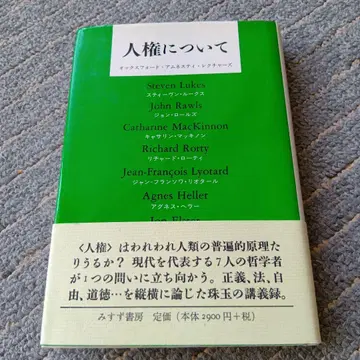 人権について
オックスフォード・アムネスティ・レクチャーズ
Steven Lukes
スティーヴン・ルークス
John Rawls
ジョン・ロールズ
Catharine MacKinnon
キャサリン・マッキノン
Richard Rorty
リチャード・ローティ
Jean-François Lyotard
ジャン・フランソワ・リオタール
Agnes Heller
アグネス・ヘラー
Jon Elster
〈人権〉はわれわれ人類の普遍的原理た
りうるか? 現代を代表する7人の哲学者
が1つの問いに立ち向かう。正義、法、自
由、道徳…を縦横に論じた珠玉の講義録。
みすず書房 定価(本体2900円+税)